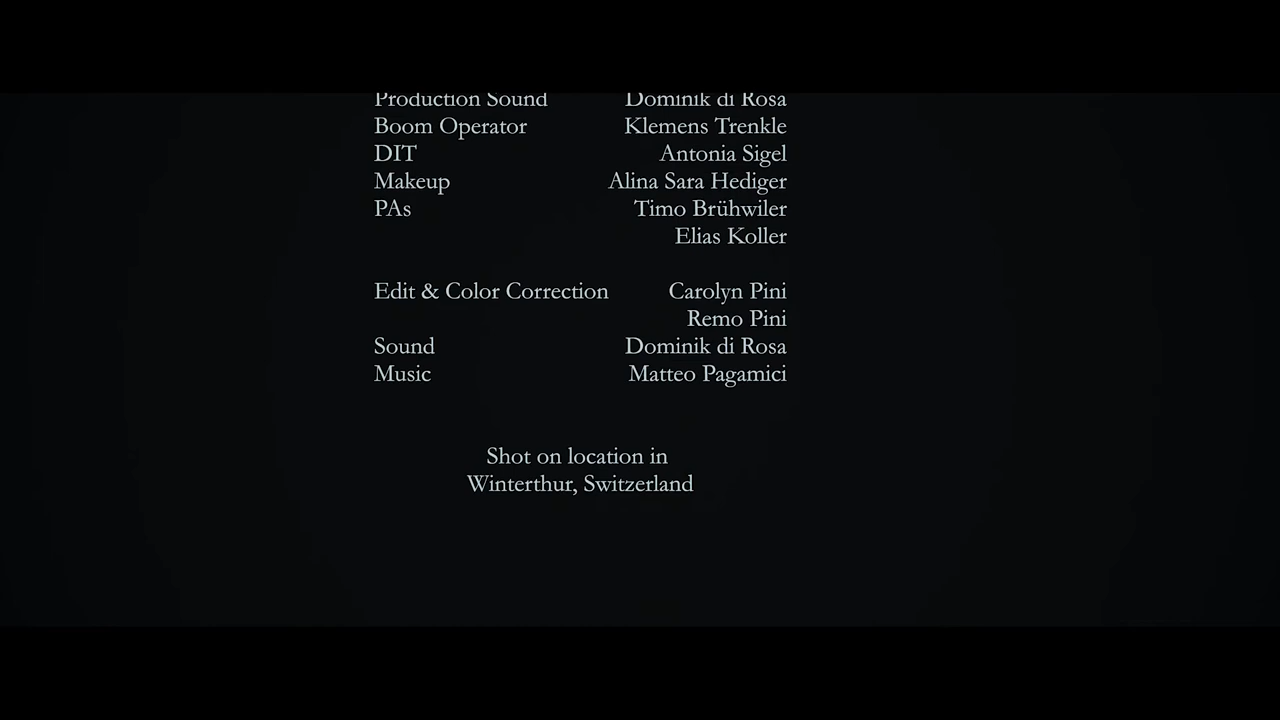 Production Sound Dominik di Rosa
Boom Operator Klemens Trenkle
DIT Antonia Sigel
Makeup Alina Sara Hediger
PAs Timo Brühwiler
Elias Koller
Edit & Color Correction Carolyn Pini
Remo Pini
Sound Dominik di Rosa
Music Matteo Pagamici
Shot on location in
Winterthur, Switzerland